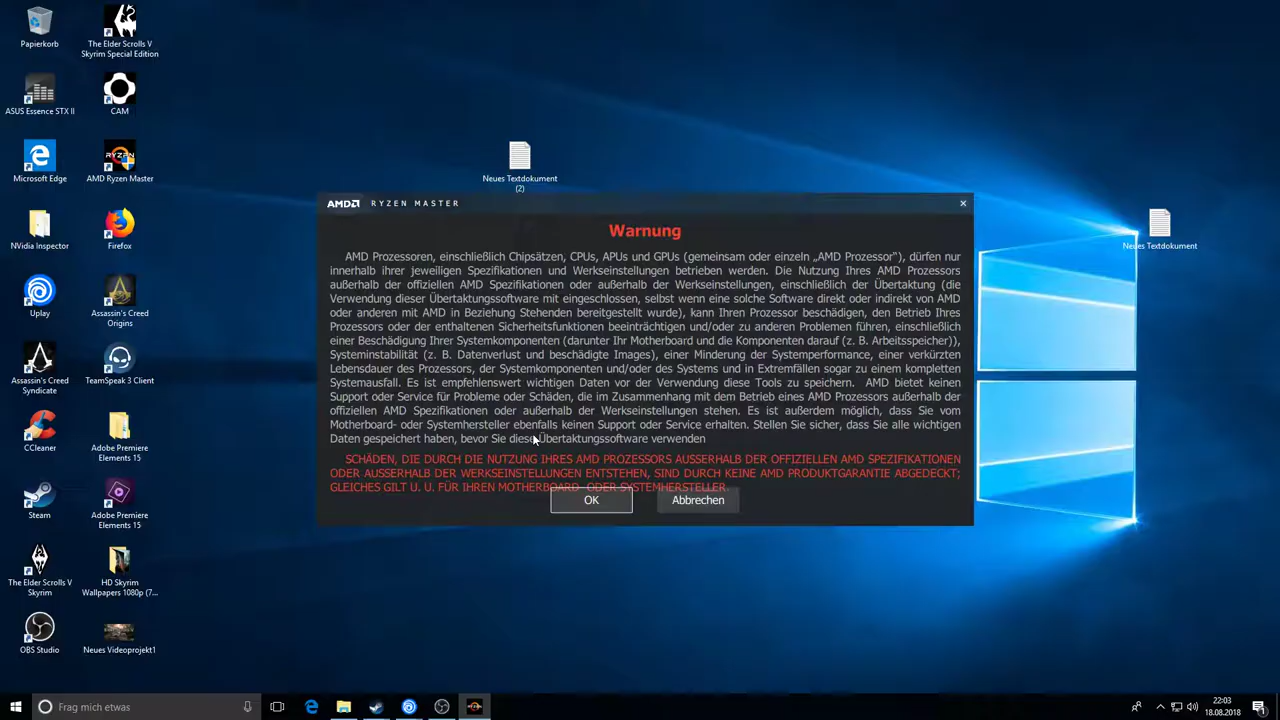 Papierkorb
The Elder Scrolls V
Skyrim Special Edition
ASUS Essence STX II
CAM
Microsoft Edge
RYZEN
AMD Ryzen Master
NVidia Inspector
Firefox
Uplay
Assassin's Creed
Origins
Assassin's Creed
Syndicate
TeamSpeak 3 Client
CCleaner
Adobe Premiere
Elements 15
Steam
Adobe Premiere
Elements 15
The Elder Scrolls V
Skyrim
HD Skyrim
Wallpapers 1080p (7...
OBS Studio
Neues Videoprojekt1
Neues Textdokument
(2)
Neues Textdokument
AMD RYZEN MASTER
Warnung
AMD Prozessoren, einschließlich Chipsätzen, CPUs, APUs und GPUs (gemeinsam oder einzeln „AMD Prozessor“), dürfen nur
innerhalb ihrer jeweiligen Spezifikationen und Werkseinstellungen betrieben werden. Die Nutzung Ihres AMD Prozessors
außerhalb der offiziellen AMD Spezifikationen oder außerhalb der Werkseinstellungen, einschließlich der Übertaktung (die
Verwendung dieser Übertaktungssoftware mit eingeschlossen, selbst wenn eine solche Software direkt oder indirekt von AMD
oder anderen mit AMD in Beziehung Stehenden bereitgestellt wurde), kann Ihren Prozessor beschädigen, den Betrieb Ihres
Prozessors oder der enthaltenen Sicherheitsfunktionen beeinträchtigen und/oder zu anderen Problemen führen, einschließlich
einer Beschädigung Ihrer Systemkomponenten (darunter Ihr Motherboard und die Komponenten darauf (z. B. Arbeitsspeicher)),
Systeminstabilität (z. B. Datenverlust und beschädigte Images), einer Minderung der Systemperformance, einer verkürzten
Lebensdauer des Prozessors, der Systemkomponenten und/oder des Systems und in Extremfällen sogar zu einem kompletten
Systemausfall. Es ist empfehlenswert wichtigen Daten vor der Verwendung diese Tools zu speichern. AMD bietet keinen
Support oder Service für Probleme oder Schäden, die im Zusammenhang mit dem Betrieb eines AMD Prozessors außerhalb der
offiziellen AMD Spezifikationen oder außerhalb der Werkseinstellungen stehen. Es ist außerdem möglich, dass Sie vom
Motherboard- oder Systemhersteller ebenfalls keinen Support oder Service erhalten. Stellen Sie sicher, dass Sie alle wichtigen
Daten gespeichert haben, bevor Sie diese Übertaktungssoftware verwenden
SCHÄDEN, DIE DURCH DIE NUTZUNG IHRES AMD PROZESSORS AUSSERHALB DER OFFIZIELLEN AMD SPEZIFIKATIONEN
ODER AUSSERHALB DER WERKSEINSTELLUNGEN ENTSTEHEN, SIND DURCH KEINE AMD PRODUKTGARANTIE ABGEDECKT;
GLEICHES GILT U. U. FÜR IHREN MOTHERBOARD- ODER SYSTEMHERSTELLER.
OK
Abbrechen
Frag mich etwas
22:03
18.08.2018